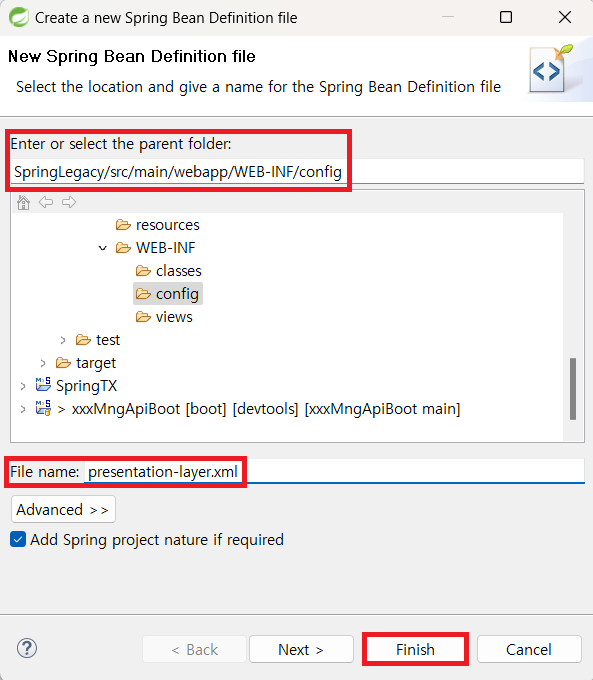 Create a new Spring Bean Definition file
New Spring Bean Definition file
Select the location and give a name for the Spring Bean Definition file
Enter or select the parent folder:
SpringLegacy/src/main/webapp/WEB-INF/config
resources
WEB-INF
classes
config
views
test
target
SpringTX
> xxxMngApiBoot [boot] [devtools] [xxxMngApiBoot main]
File name: presentation-layer.xml
Advanced >>
Add Spring project nature if required
< Back Next > Finish Cancel